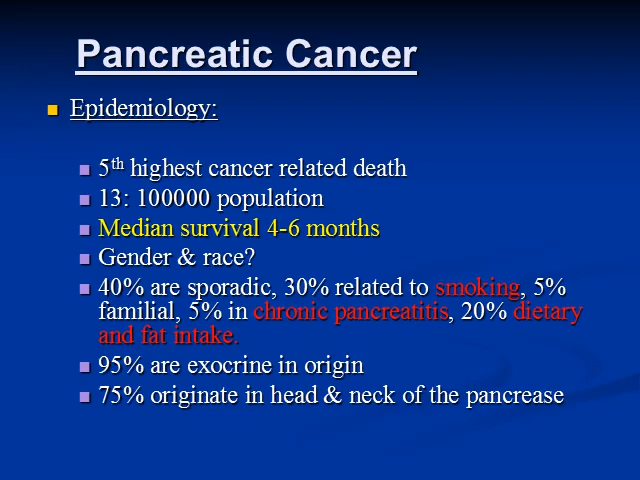 Pancreatic Cancer
Epidemiology:
5th highest cancer related death
13: 100000 population
Median survival 4-6 months
Gender & race?
40% are sporadic, 30% related to smoking, 5%
familial, 5% in chronic pancreatitis, 20% dietary
and fat intake.
95% are exocrine in origin
75% originate in head & neck of the pancrease